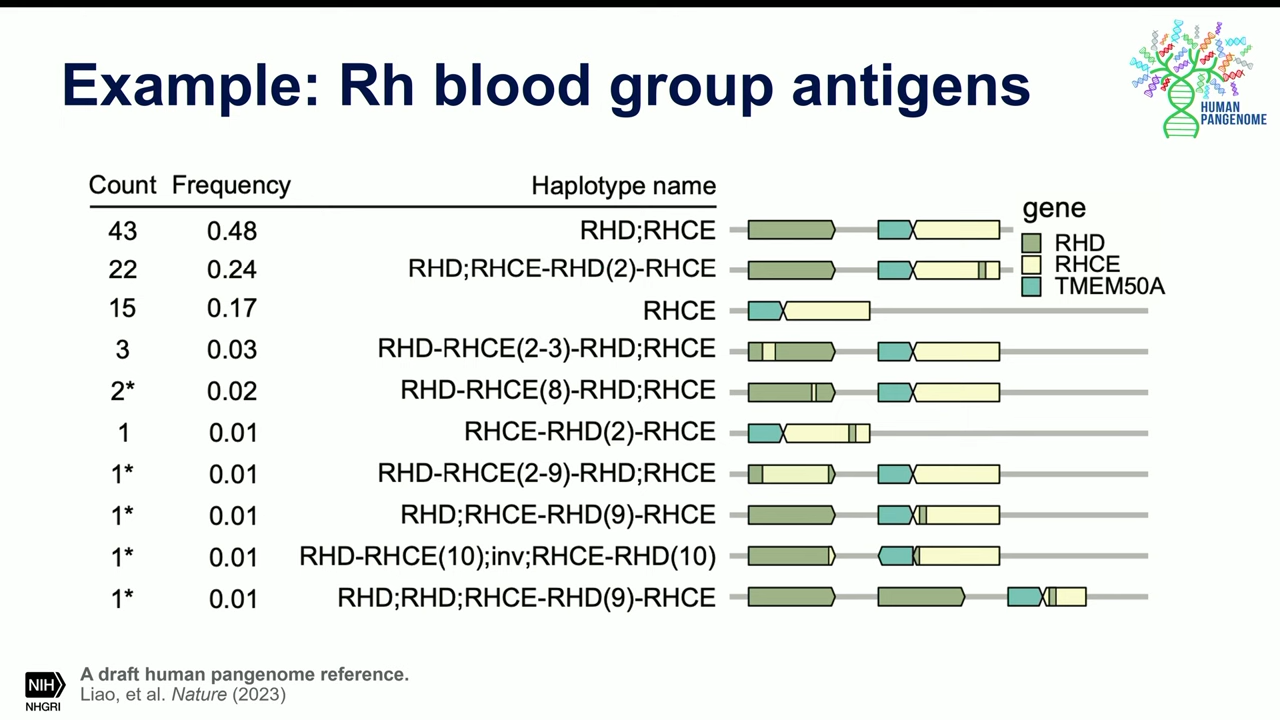 Example: Rh blood group antigens
HUMAN
PANGENOME
Count Frequency Haplotype name
43 0.48 RHD;RHCE
22 0.24 RHD;RHCE-RHD(2)-RHCE
15 0.17 RHCE
3 0.03 RHD-RHCE(2-3)-RHD;RHCE
2* 0.02 RHD-RHCE(8)-RHD;RHCE
1 0.01 RHCE-RHD(2)-RHCE
1* 0.01 RHD-RHCE(2-9)-RHD;RHCE
1* 0.01 RHD;RHCE-RHD(9)-RHCE
1* 0.01 RHD-RHCE(10);inv;RHCE-RHD(10)
1* 0.01 RHD;RHD;RHCE-RHD(9)-RHCE
gene
RHD
RHCE
TMEM50A
NIH
NHGRI
A draft human pangenome reference.
Liao, et al. Nature (2023)